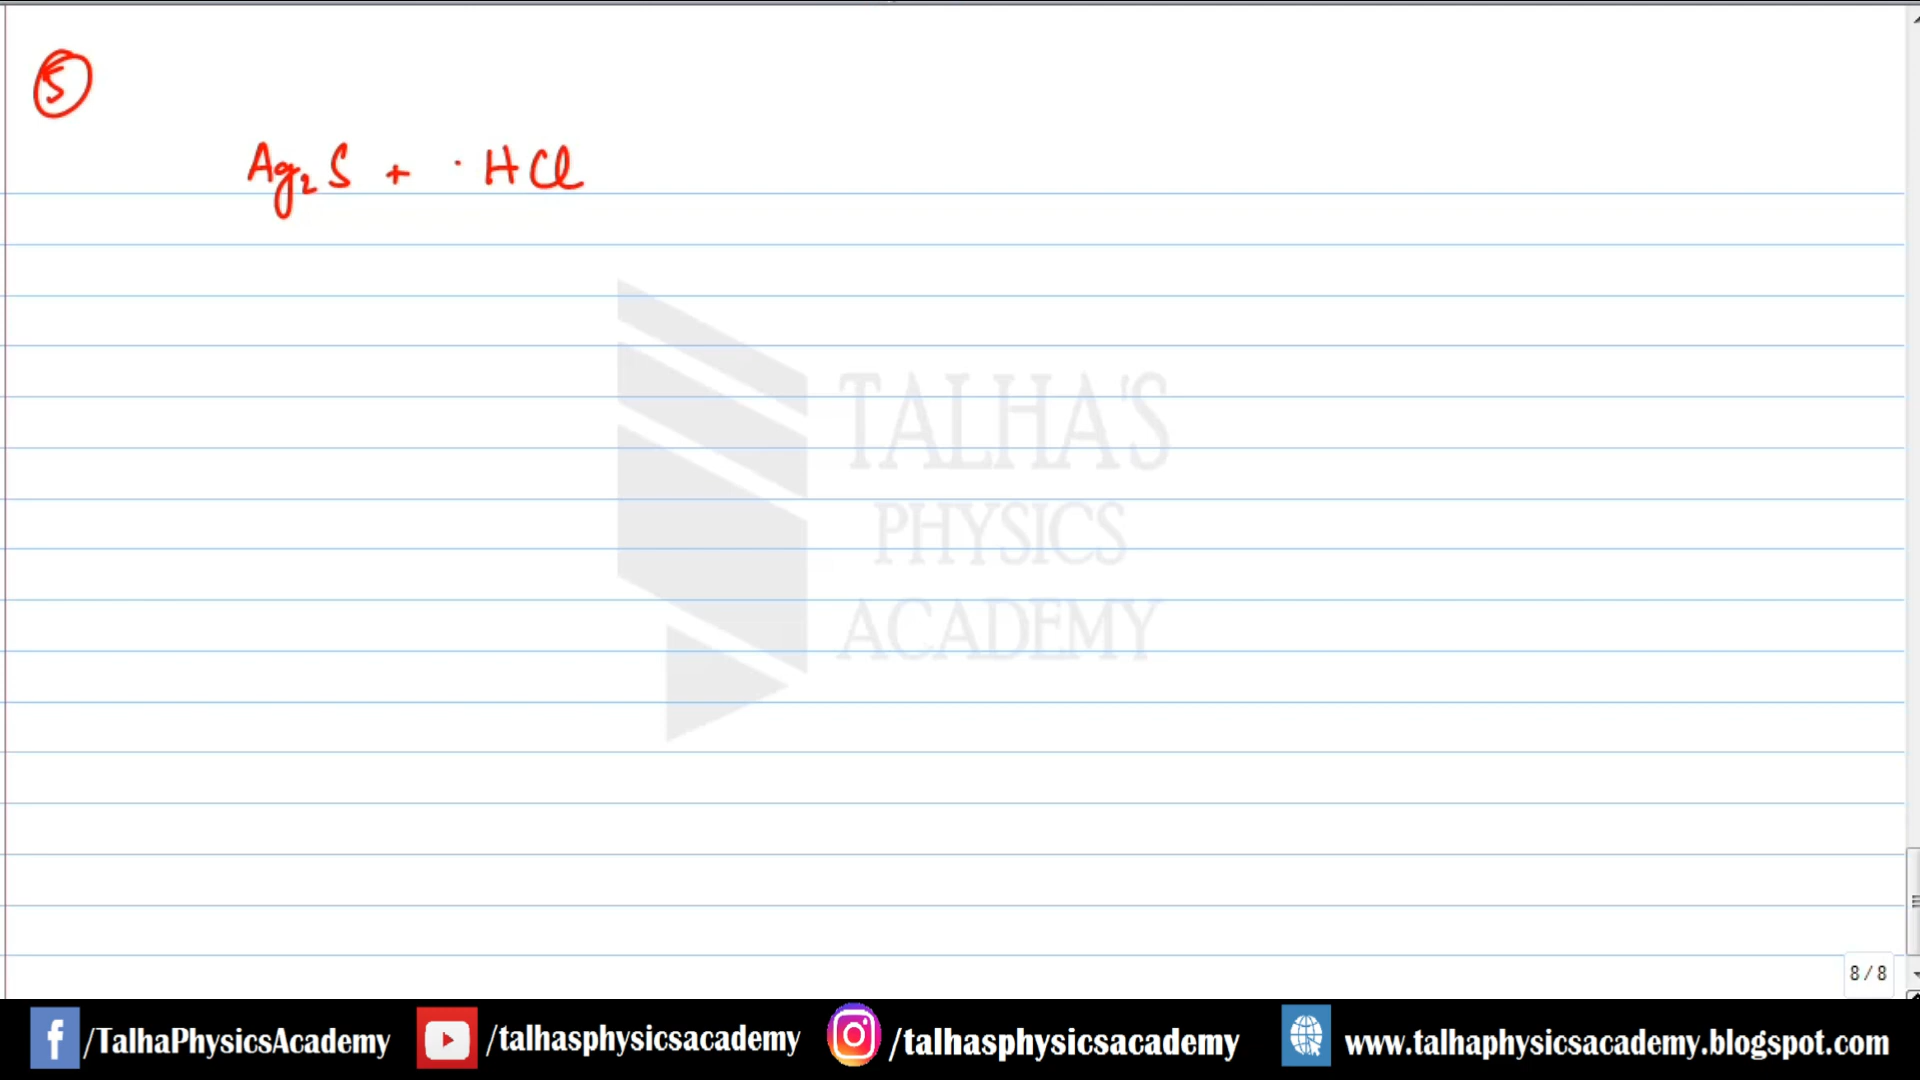 5
Ag₂S + · HCl
TALHA'S
PHYSICS
ACADEMY
8 / 8
/TalhaPhysicsAcademy
/talhasphysicsacademy
/talhasphysicsacademy
www.talhaphysicsacademy.blogspot.com